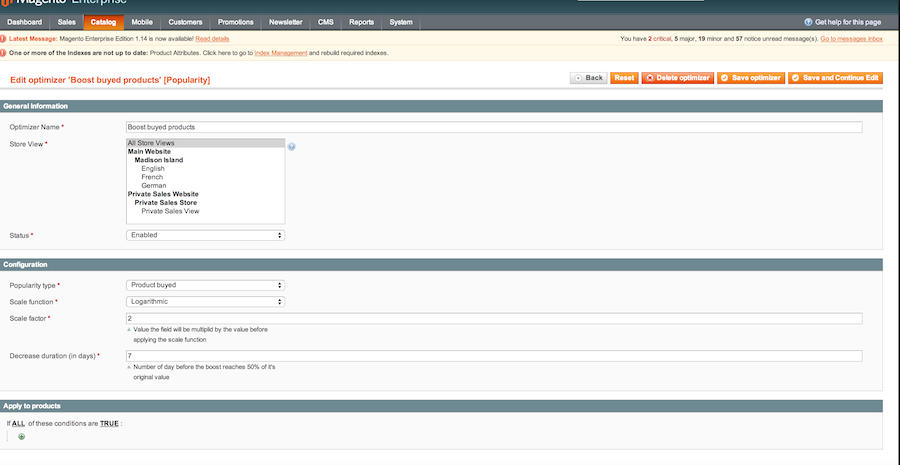 Magento Enterprise
Dashboard Sales Catalog Mobile Customers Promotions Newsletter CMS Reports System Get help for this page
Latest Message: Magento Enterprise Edition 1.14 is now available! Read details You have 2 critical, 5 major, 19 minor and 57 notice unread message(s). Go to messages inbox
One or more of the Indexes are not up to date: Product Attributes. Click here to go to Index Management and rebuild required indexes.
Edit optimizer 'Boost buyed products' [Popularity] Back Reset Delete optimizer Save optimizer Save and Continue Edit
General Information
Optimizer Name * Boost buyed products
Store View * All Store Views
Main Website
Madison Island
English
French
German
Private Sales Website
Private Sales Store
Private Sales View
Status * Enabled
Configuration
Popularity type * Product buyed
Scale function * Logarithmic
Scale factor * 2
Value the field will be multiplid by the value before
applying the scale function
Decrease duration (in days) * 7
Number of day before the boost reaches 50% of it's
original value
Apply to products
If ALL of these conditions are TRUE :